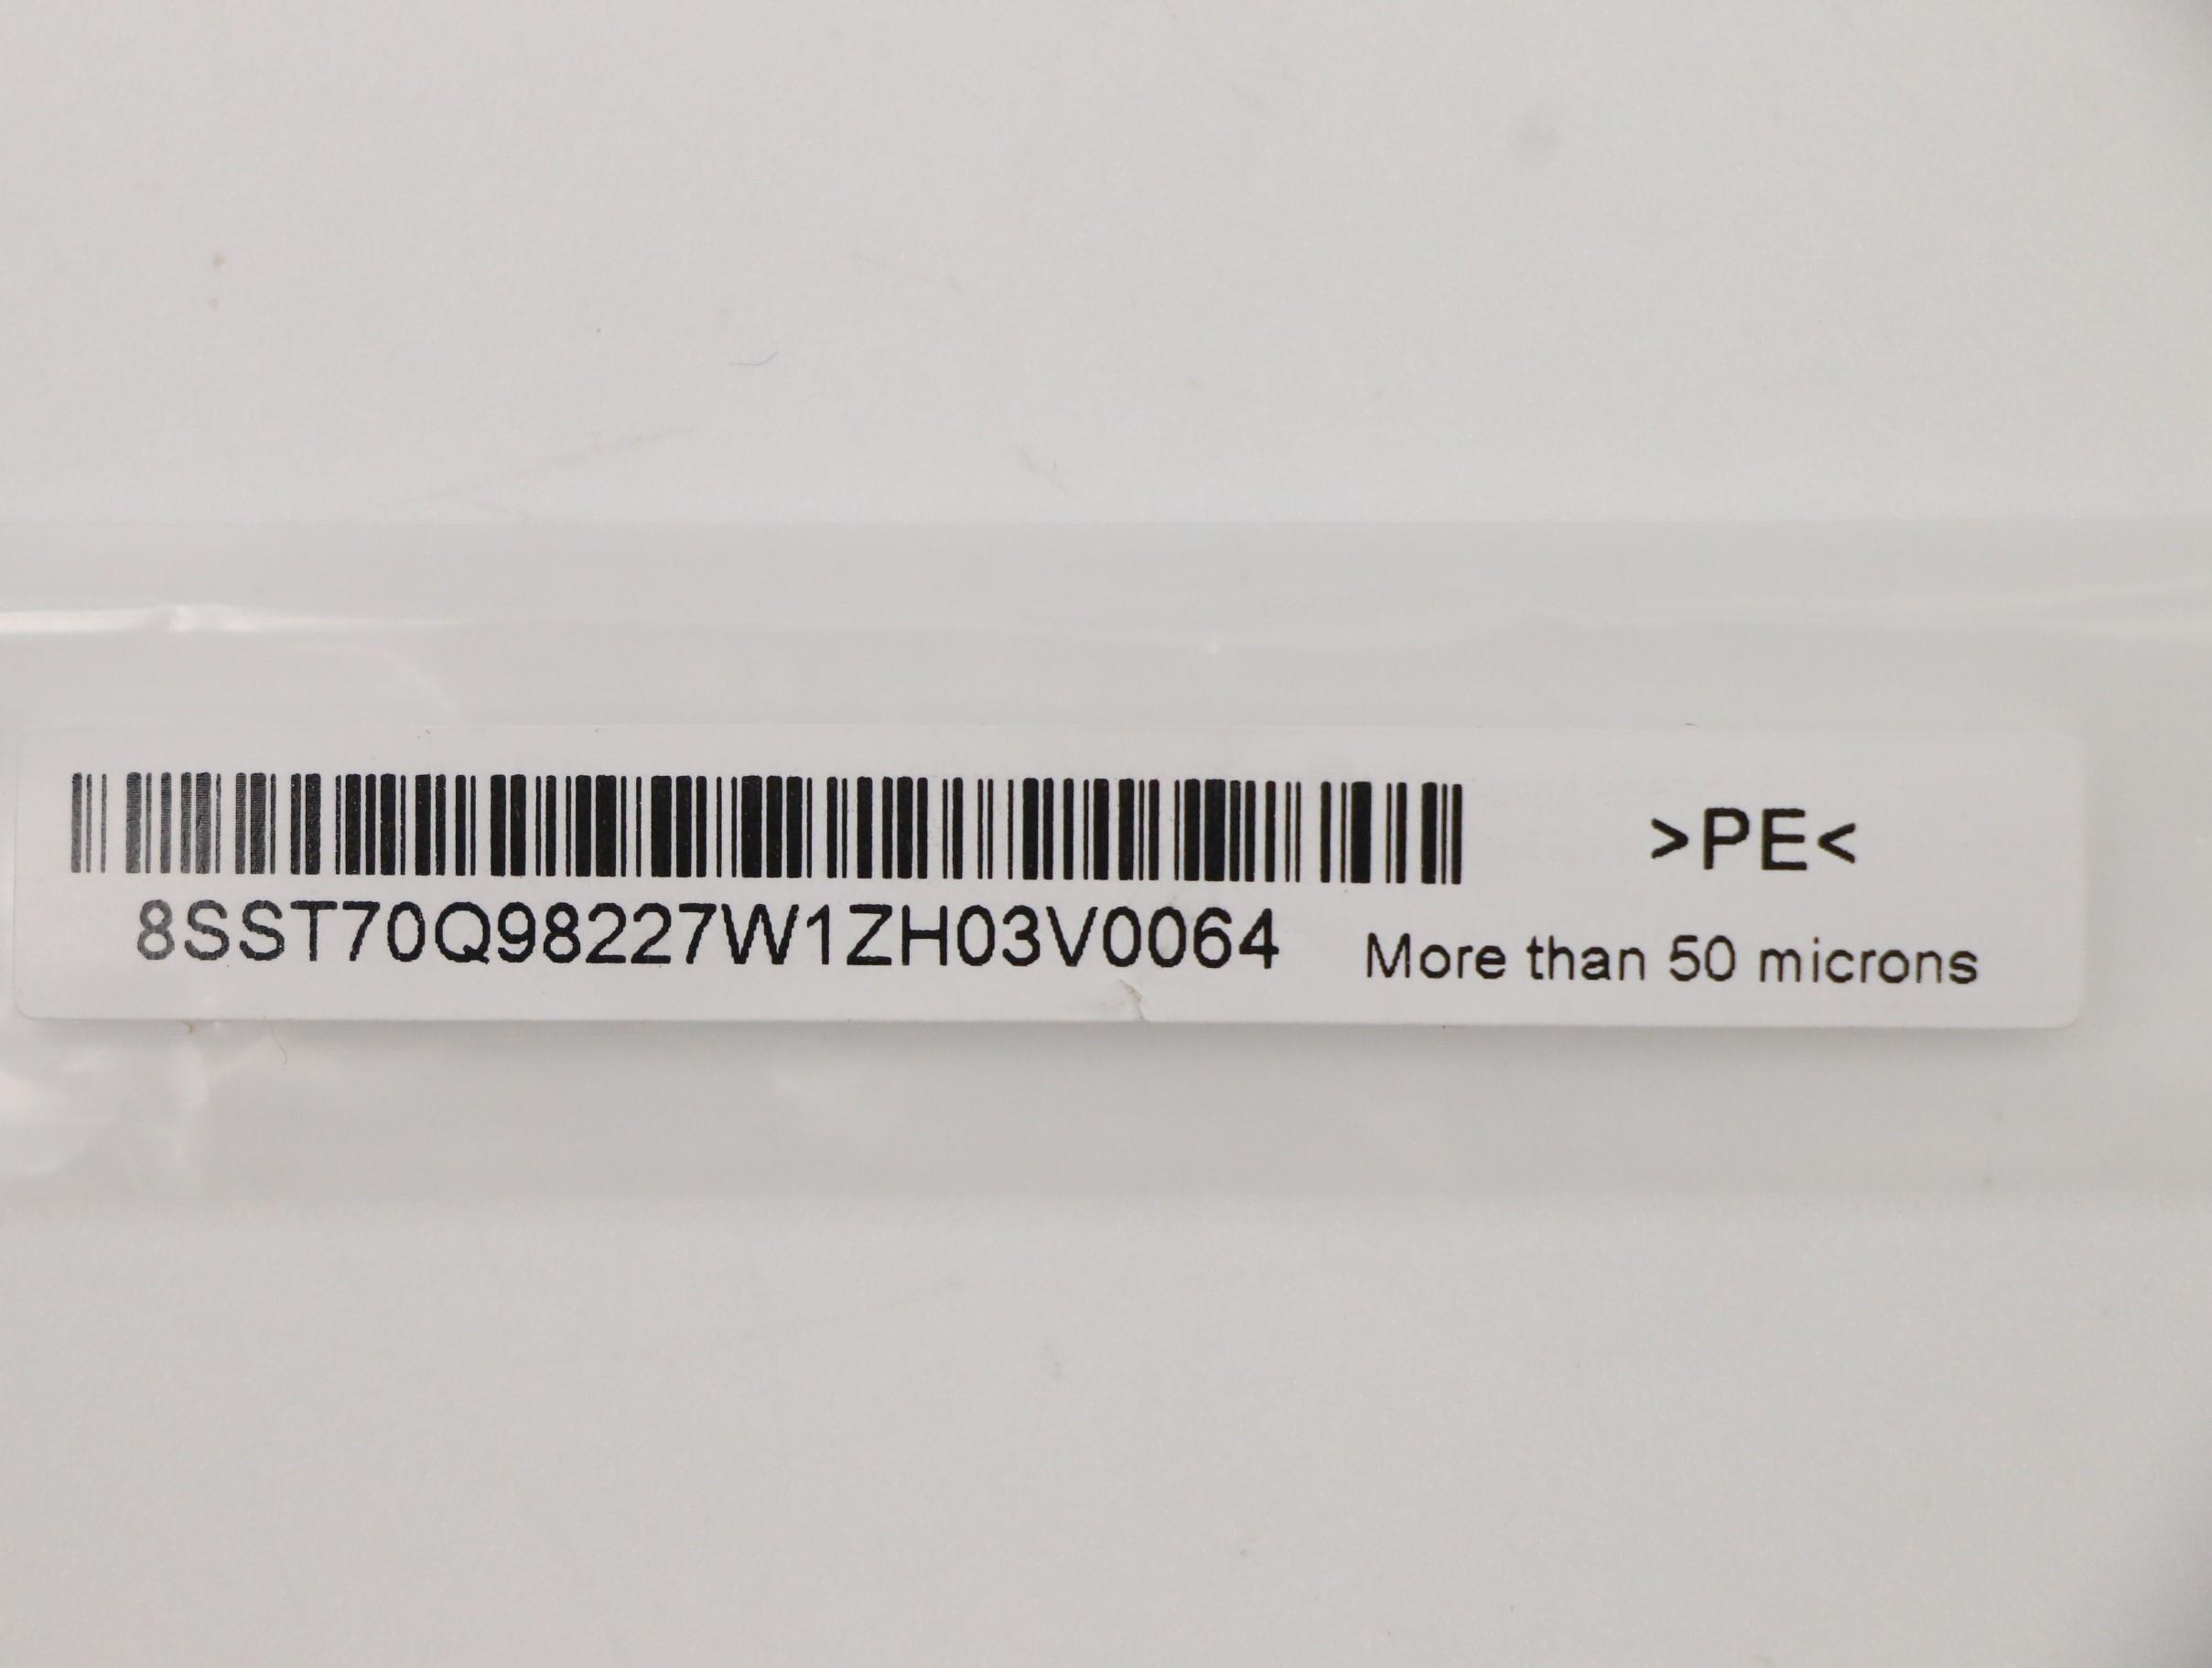 >PE<
8SST70Q98227W1ZH03V0064
More than 50 microns